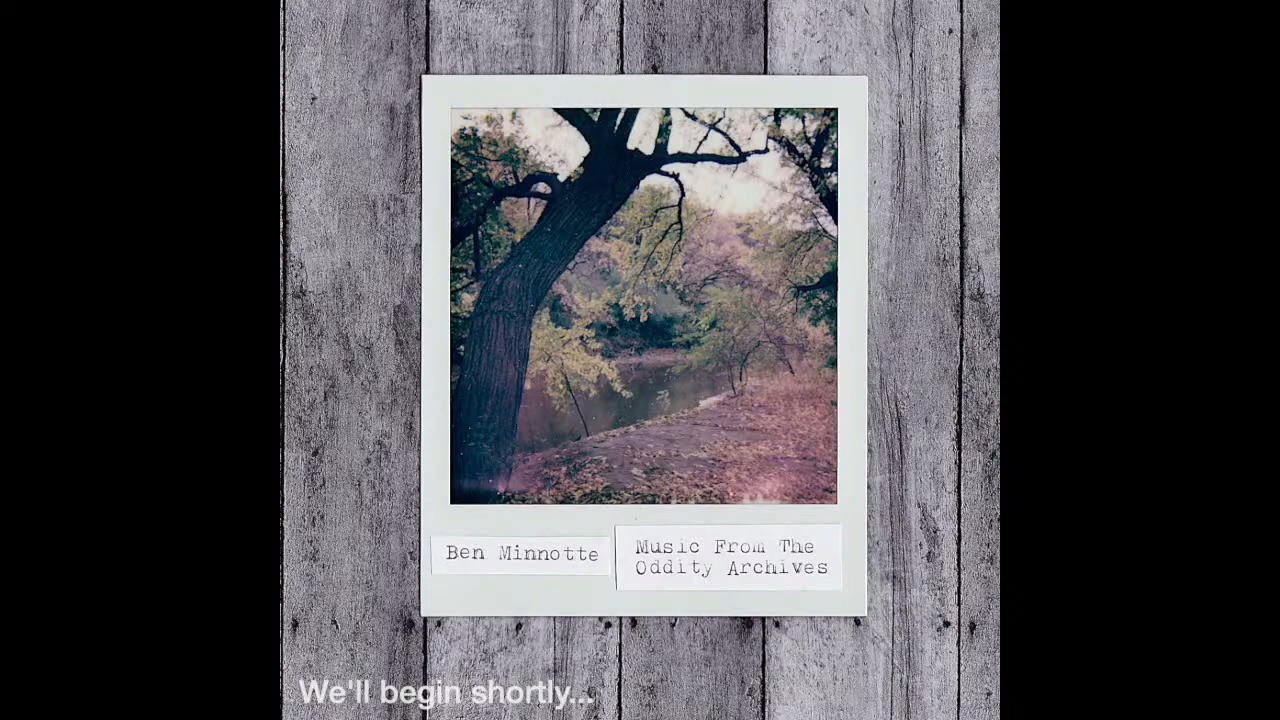 Ben Minnotte
Music From The
Oddity Archives
We'll begin shortly...